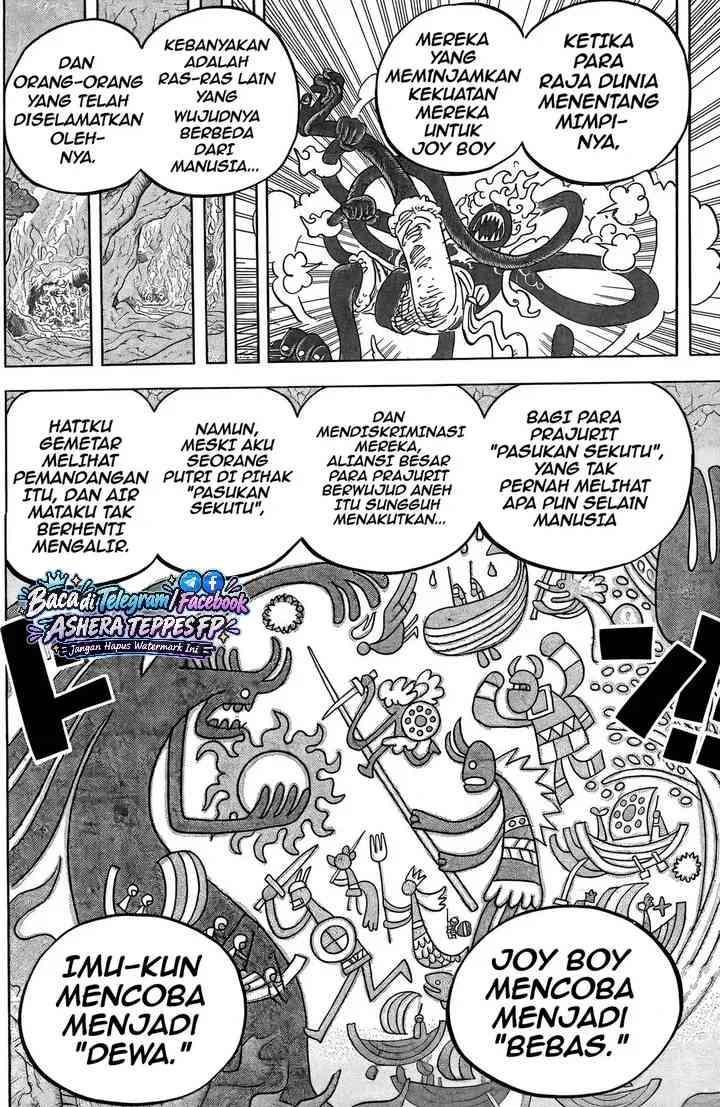 KETIKA
PARA
RAJA DUNIA
MENENTANG
MIMPI-
NYA,
MEREKA
YANG
MEMINJAMKAN
KEKUATAN
MEREKA
UNTUK
JOY BOY
KEBANYAKAN
ADALAH
RAS-RAS LAIN
YANG
WUJUDNYA
BERBEDA
DARI
MANUSIA...
DAN
ORANG-ORANG
YANG TELAH
DISELAMATKAN
OLEH-
NYA.
BAGI PARA
PRAJURIT
"PASUKAN SEKUTU",
YANG TAK
PERNAH MELIHAT
APA PUN SELAIN
MANUSIA
DAN
MENDISKRIMINASI
MEREKA,
ALIANSI BESAR
PARA PRAJURIT
BERWUJUD ANEH
ITU SUNGGUH
MENAKUTKAN...
NAMUN,
MESKI AKU
SEORANG
PUTRI DI PIHAK
"PASUKAN
SEKUTU",
HATIKU
GEMETAR
MELIHAT
PEMANDANGAN
ITU, DAN AIR
MATAKU TAK
BERHENTI
MENGALIR.
Baca di Telegram/Facebook
ASHERA TEPPES FP
Jangan Hapus Watermark Ini
ドーン!!
JOY BOY
MENCOBA
MENJADI
"BEBAS."
IMU-KUN
MENCOBA
MENJADI
"DEWA."